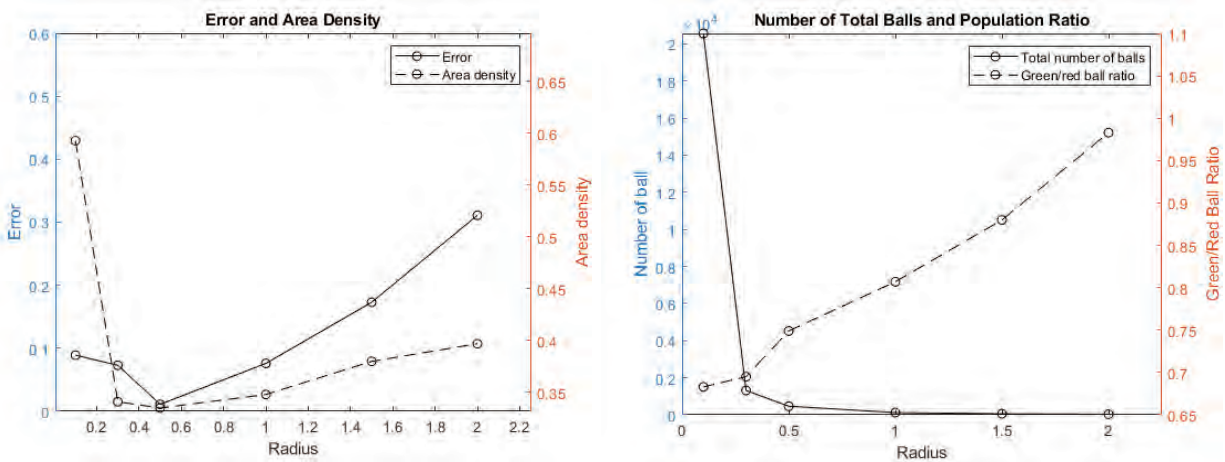 Error and Area Density
0.6
0.5
0.4
0.3
0.2
0.1
0
Error
Error
Area density
0.65
0.6
0.55
0.5
0.45
0.4
0.35
Area density
0.2 0.4 0.6 0.8 1.0 1.2 1.4 1.6 1.8 2.0 2.2
Radius
Number of Total Balls and Population Ratio
2
1.8
1.6
1.4
1.2
1
0.8
0.6
0.4
0.2
0
Number of ball
Total number of balls
Green/red ball ratio
1.1
1.05
1
0.95
0.9
0.85
0.8
0.75
0.7
0.65
Green/Red Ball Ratio
0 0.5 1 1.5 2
Radius